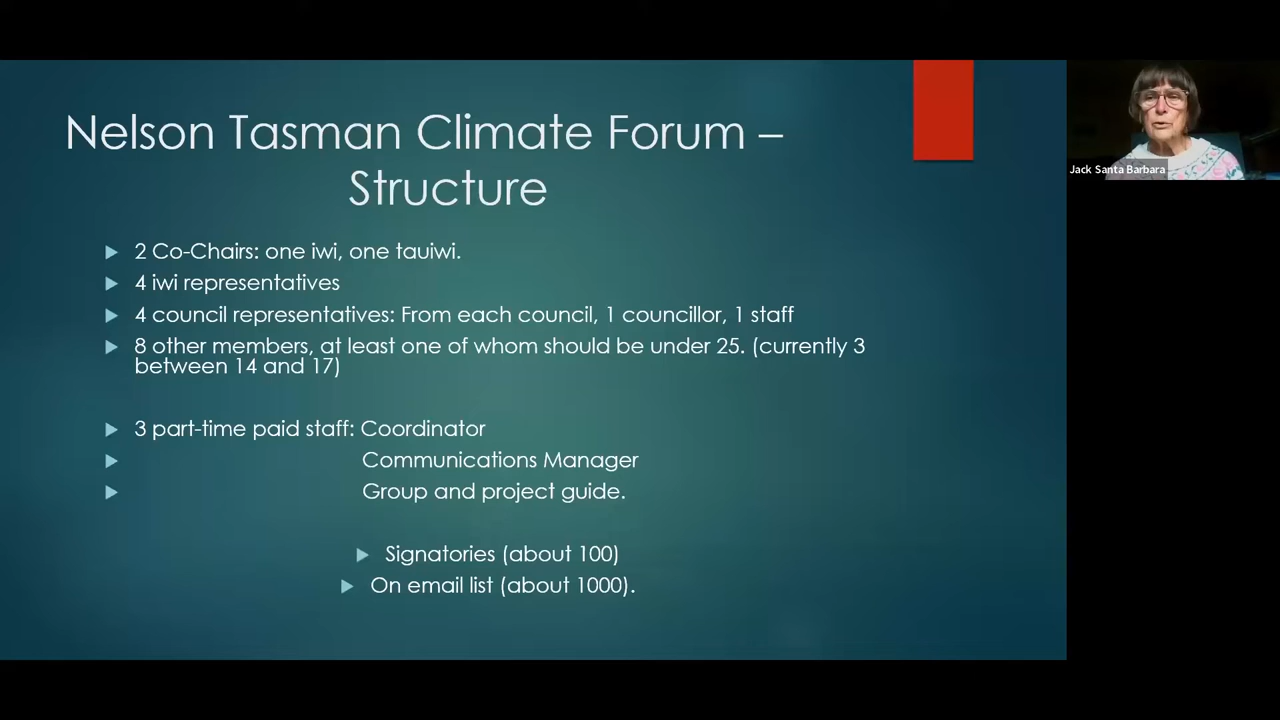 Nelson Tasman Climate Forum –
Structure
2 Co-Chairs: one iwi, one tauiwi.
4 iwi representatives
4 council representatives: From each council, 1 councillor, 1 staff
8 other members, at least one of whom should be under 25. (currently 3
between 14 and 17)
3 part-time paid staff: Coordinator
Communications Manager
Group and project guide.
Signatories (about 100)
On email list (about 1000).
Jack Santa Barbara